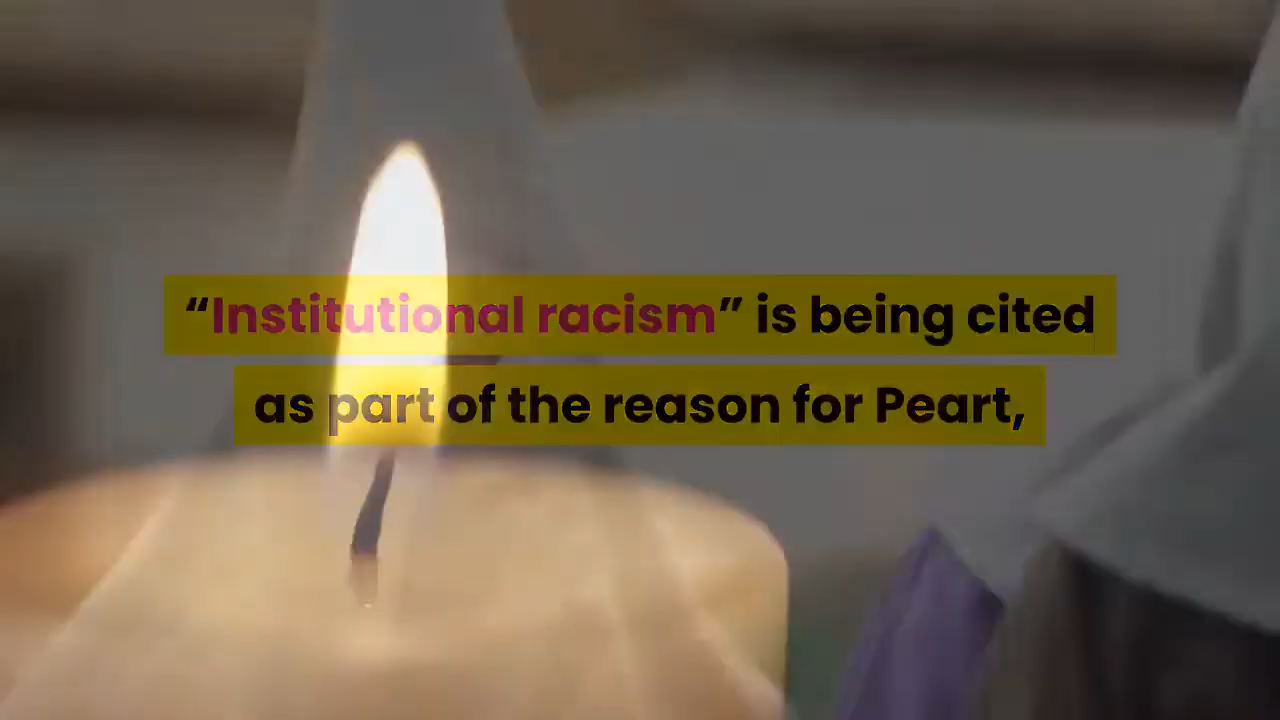 “Institutional racism” is being cited
as part of the reason for Peart,